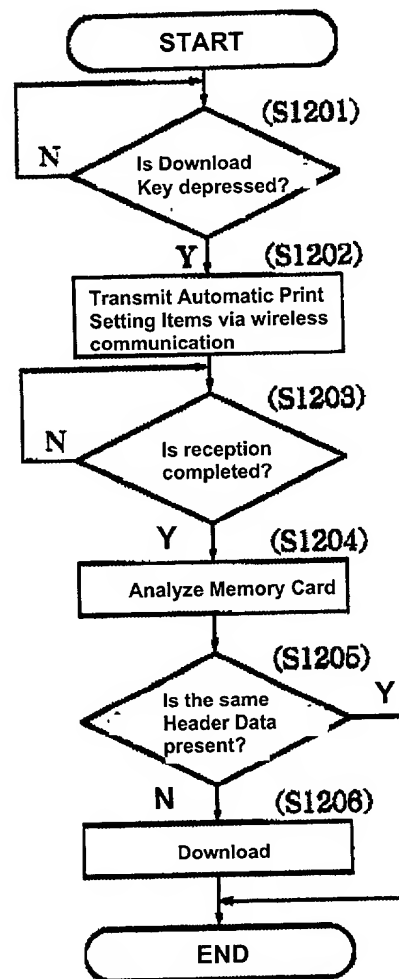 START
(S1201)
N
Is Download
Key depressed?
Y
(S1202)
Transmit Automatic Print
Setting Items via wireless
communication
(S1203)
N
Is reception
completed?
Y
(S1204)
Analyze Memory Card
(S1205)
Is the same
Header Data
present?
Y
N
(S1206)
Download
END